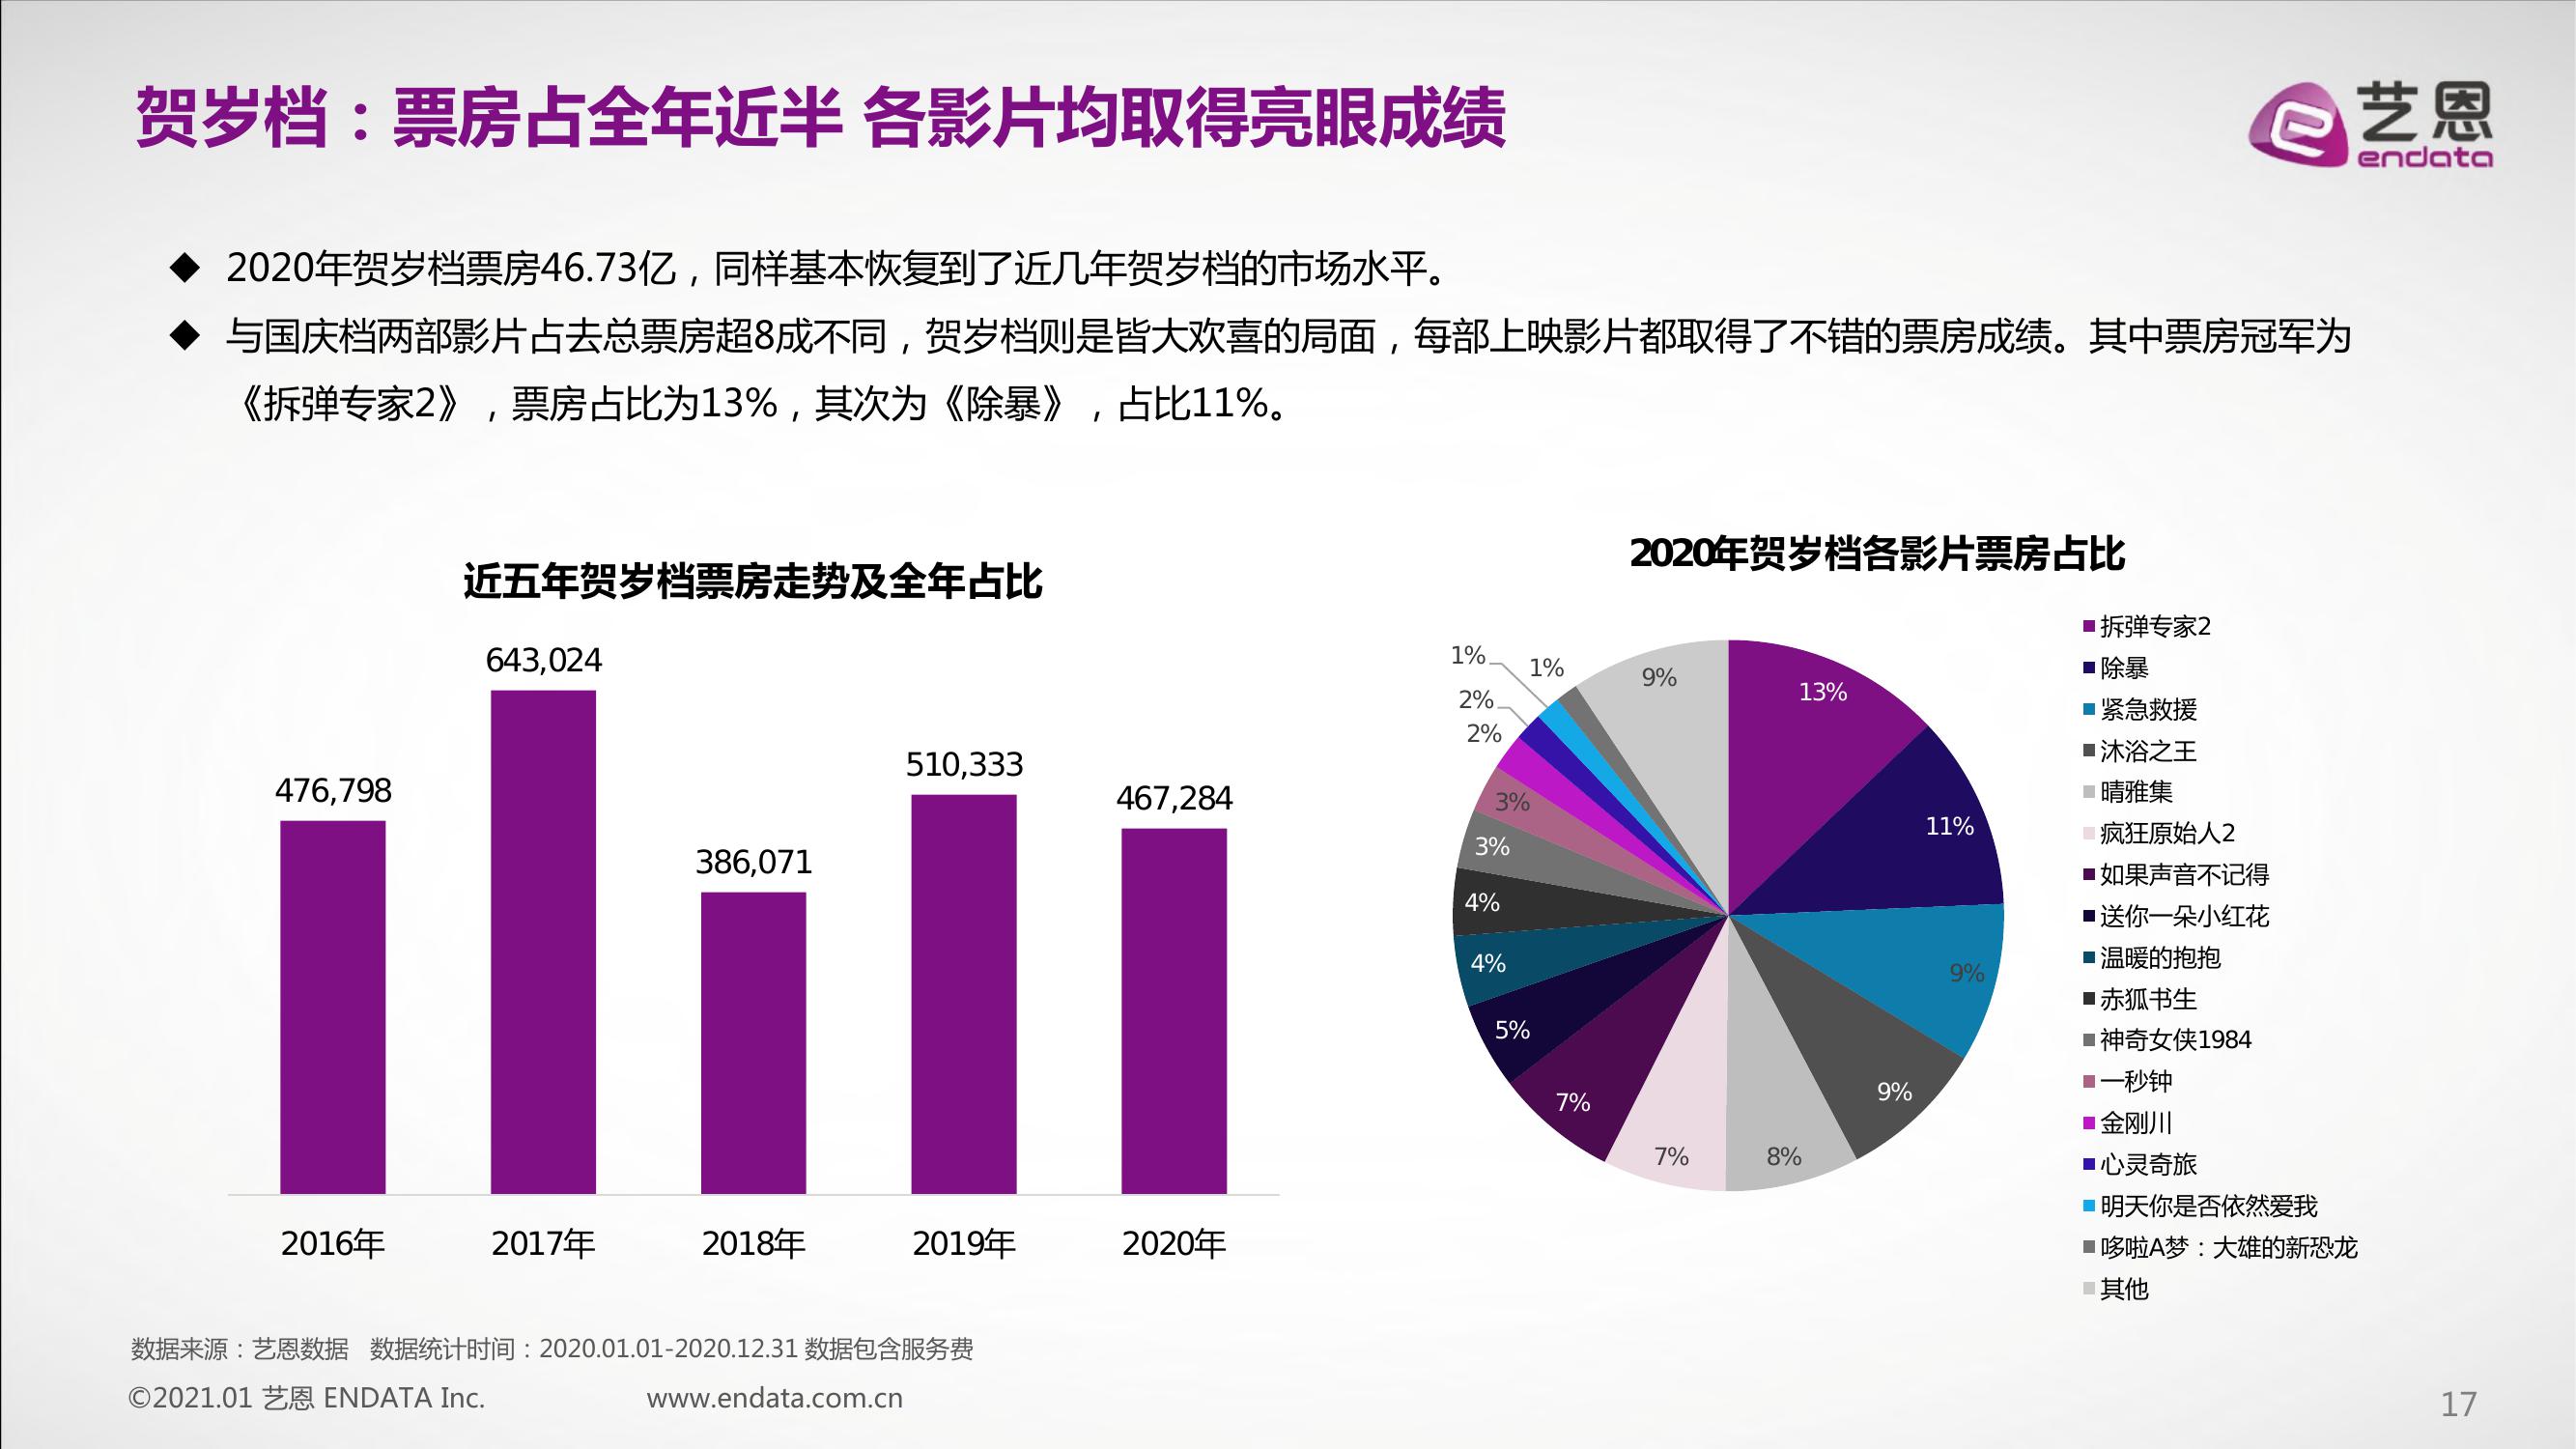 贺岁档：票房占全年近半 各影片均取得亮眼成绩
艺恩
endata
◆ 2020年贺岁档票房46.73亿，同样基本恢复到了近几年贺岁档的市场水平。
◆ 与国庆档两部影片占去总票房超8成不同，贺岁档则是皆大欢喜的局面，每部上映影片都取得了不错的票房成绩。其中票房冠军为
《拆弹专家2》，票房占比为13%，其次为《除暴》，占比11%。
近五年贺岁档票房走势及全年占比
476,798
643,024
386,071
510,333
467,284
2016年
2017年
2018年
2019年
2020年
2020年贺岁档各影片票房占比
13%
11%
9%
9%
8%
7%
7%
5%
4%
4%
3%
3%
2%
2%
1%
1%
9%
拆弹专家2
除暴
紧急救援
沐浴之王
晴雅集
疯狂原始人2
如果声音不记得
送你一朵小红花
温暖的抱抱
赤狐书生
神奇女侠1984
一秒钟
金刚川
心灵奇旅
明天你是否依然爱我
哆啦A梦：大雄的新恐龙
其他
数据来源：艺恩数据 数据统计时间：2020.01.01-2020.12.31 数据包含服务费
©2021.01 艺恩 ENDATA Inc. www.endata.com.cn
17